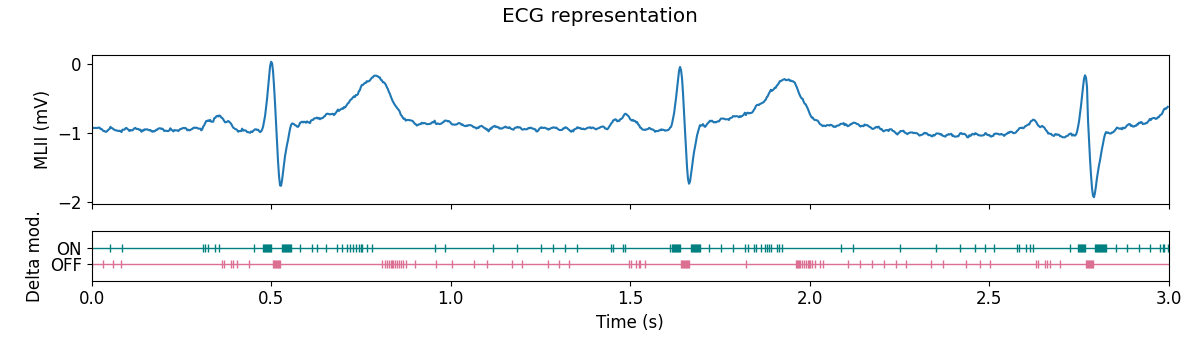 ECG representation
MLII (mV)
0
−1
−2
Delta mod.
ON
OFF
0.0 0.5 1.0 1.5 2.0 2.5 3.0
Time (s)